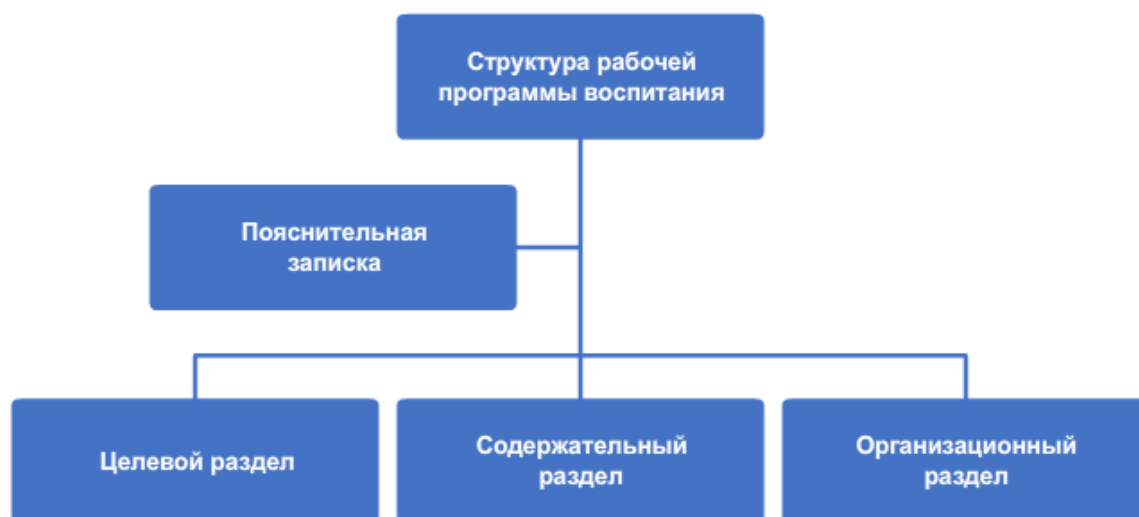 Структура рабочей
программы воспитания
Пояснительная
записка
Целевой раздел
Содержательный
раздел
Организационный
раздел